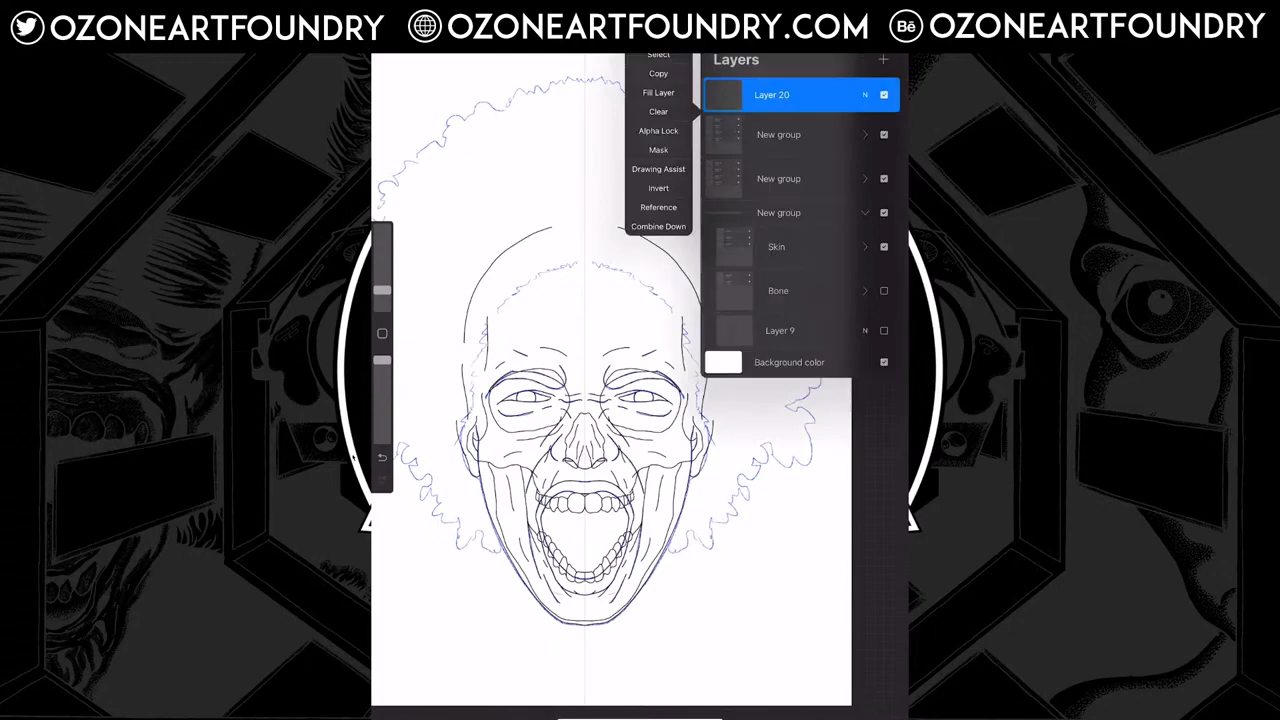 OZONEARTFOUNDRY OZONEARTFOUNDRY.COM Bē OZONEARTFOUNDRY
Select
Copy
Fill Layer
Clear
Alpha Lock
Mask
Drawing Assist
Invert
Reference
Combine Down
Layers
Layer 20 N
New group
New group
New group
Skin
Bone
Layer 9 N
Background color